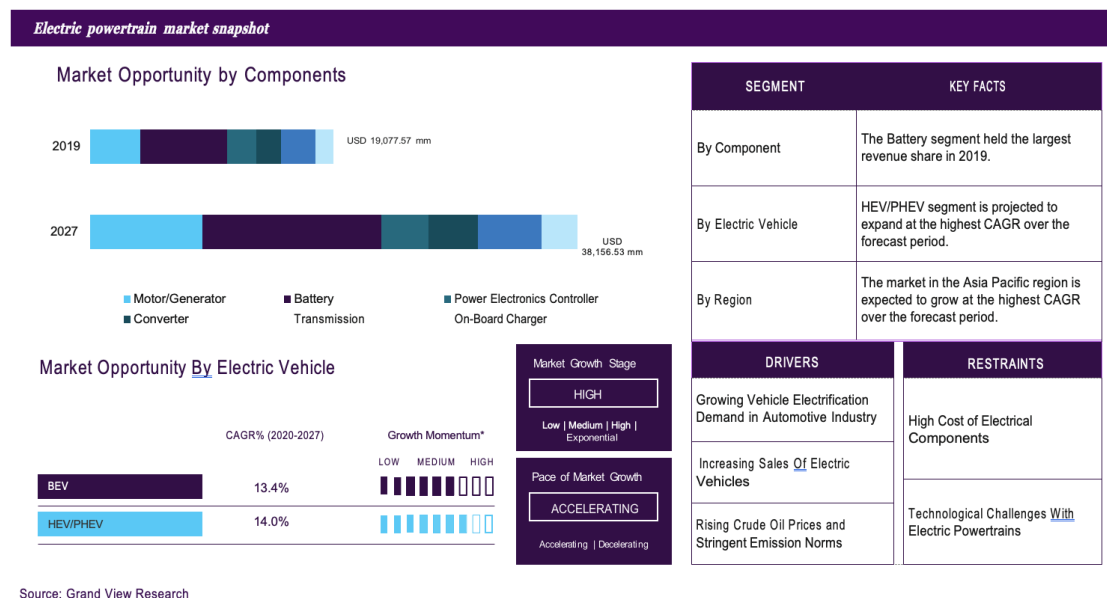 Electric powertrain market snapshot
Market Opportunity by Components
2019
USD 19,077.57 mm
2027
USD
38,156.53 mm
Motor/Generator
Battery
Power Electronics Controller
Converter
Transmission
On-Board Charger
Market Opportunity By Electric Vehicle
CAGR% (2020-2027)
Growth Momentum*
LOW MEDIUM HIGH
BEV
13.4%
HEV/PHEV
14.0%
Market Growth Stage
HIGH
Low | Medium | High |
Exponential
Pace of Market Growth
ACCELERATING
Accelerating | Decelerating
SEGMENT
KEY FACTS
By Component
The Battery segment held the largest
revenue share in 2019.
By Electric Vehicle
HEV/PHEV segment is projected to
expand at the highest CAGR over the
forecast period.
By Region
The market in the Asia Pacific region is
expected to grow at the highest CAGR
over the forecast period.
DRIVERS
Growing Vehicle Electrification
Demand in Automotive Industry
Increasing Sales Of Electric
Vehicles
Rising Crude Oil Prices and
Stringent Emission Norms
RESTRAINTS
High Cost of Electrical
Components
Technological Challenges With
Electric Powertrains
Source: Grand View Research